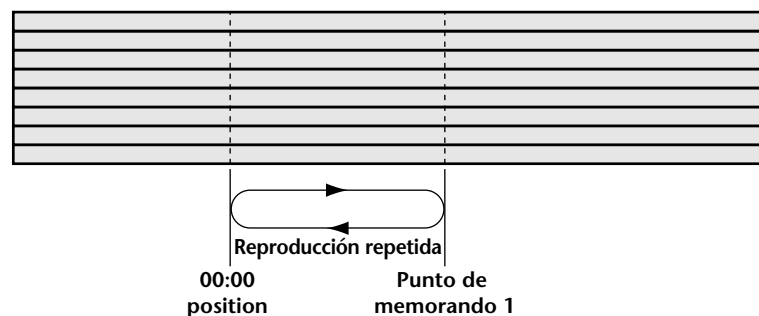 Reproducción repetida
00:00
position
Punto de
memorando 1